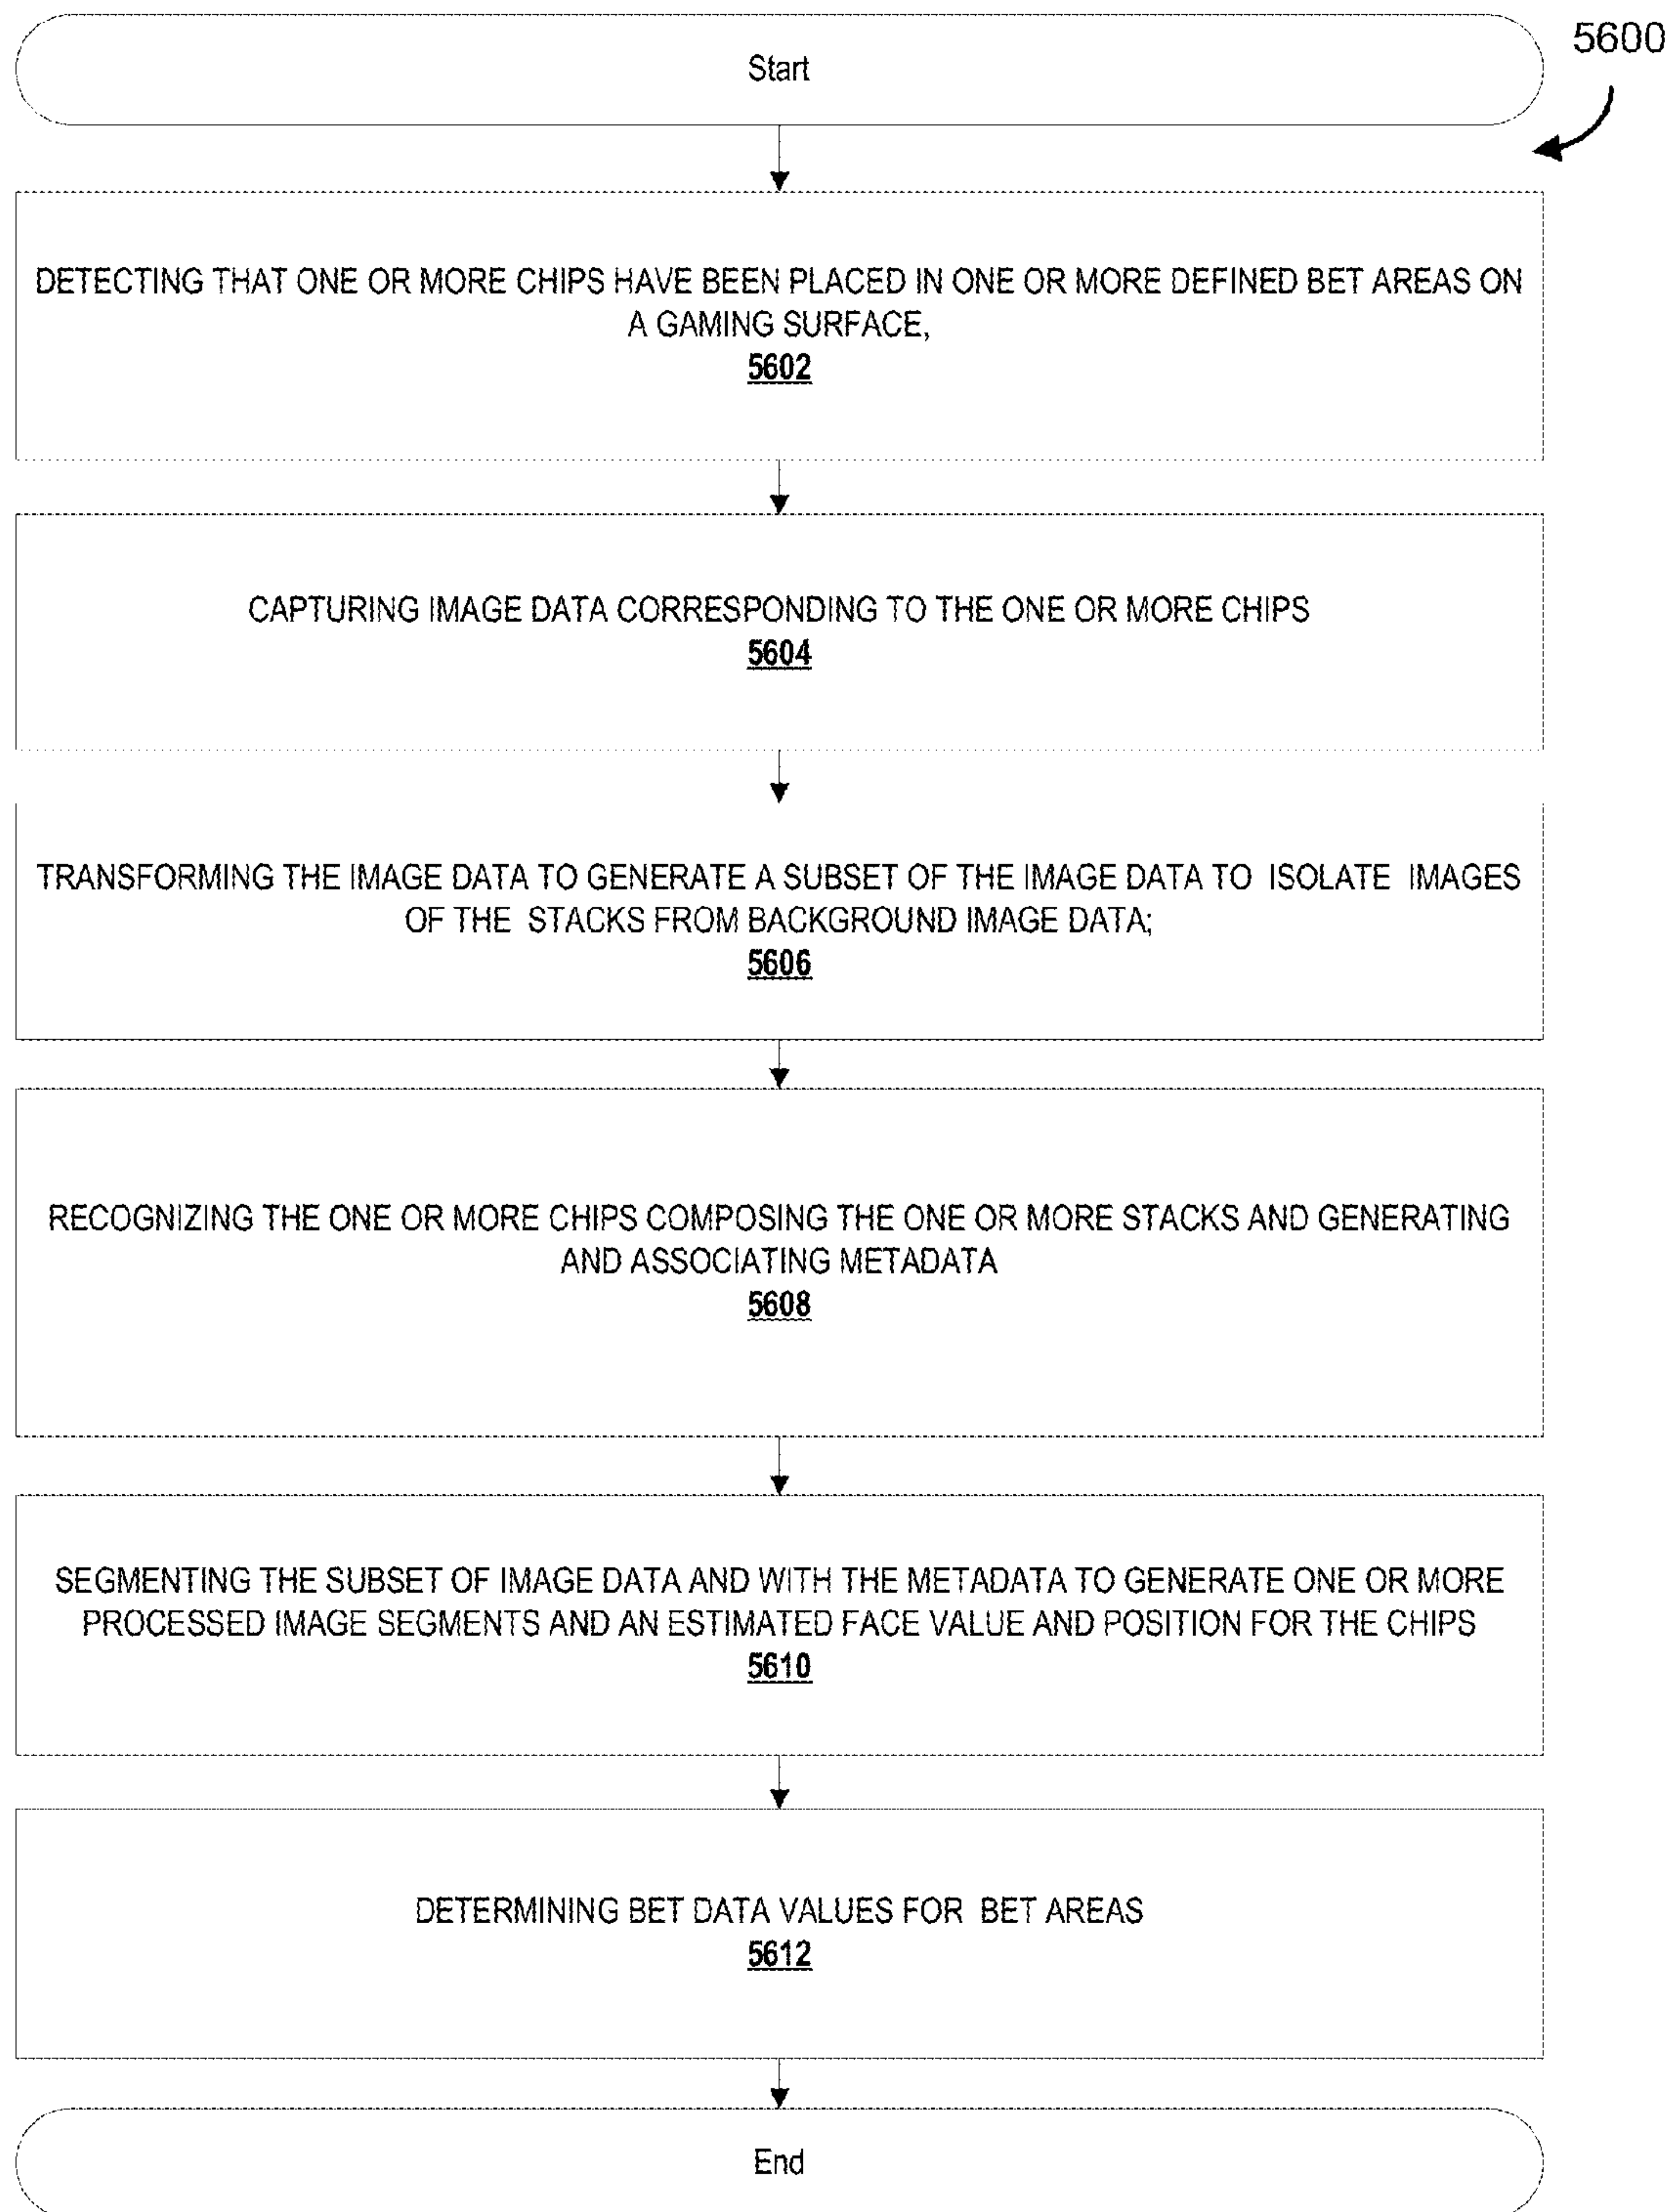 Start
5600
DETECTING THAT ONE OR MORE CHIPS HAVE BEEN PLACED IN ONE OR MORE DEFINED BET AREAS ON
A GAMING SURFACE,
5602
CAPTURING IMAGE DATA CORRESPONDING TO THE ONE OR MORE CHIPS
5604
TRANSFORMING THE IMAGE DATA TO GENERATE A SUBSET OF THE IMAGE DATA TO ISOLATE IMAGES
OF THE STACKS FROM BACKGROUND IMAGE DATA;
5606
RECOGNIZING THE ONE OR MORE CHIPS COMPOSING THE ONE OR MORE STACKS AND GENERATING
AND ASSOCIATING METADATA
5608
SEGMENTING THE SUBSET OF IMAGE DATA AND WITH THE METADATA TO GENERATE ONE OR MORE
PROCESSED IMAGE SEGMENTS AND AN ESTIMATED FACE VALUE AND POSITION FOR THE CHIPS
5610
DETERMINING BET DATA VALUES FOR BET AREAS
5612
End